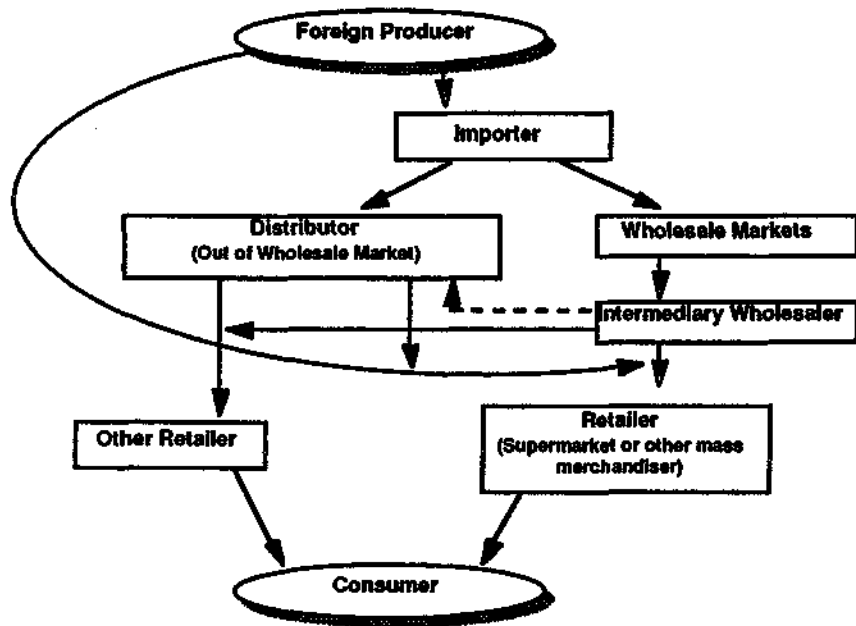 Foreign Producer
Importer
Distributor
(Out of Wholesale Market)
Wholesale Markets
Intermediary Wholesaler
Other Retailer
Retailer
(Supermarket or other mass
merchandiser)
Consumer